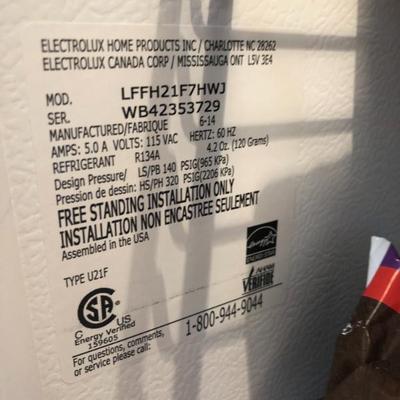 ELECTROLUX HOME PRODUCTS INC / CHARLOTTE NC 28262
ELECTROLUX CANADA CORP / MISSISSAUGA ONT L5V 3E4
MOD. LFFH21F7HWJ
SER. WB42353729
MANUFACTURED/FABRIQUE 6-14
AMPS: 5.0 A VOLTS: 115 VAC HERTZ: 60 HZ
REFRIGERANT R134A 4.2 Oz. (120 Grams)
Design Pressure/ LS/PB 140 PSIG(965 KPa)
Pression de dessin: HS/PH 320 PSIG(2206 KPa)
FREE STANDING INSTALLATION ONLY
INSTALLATION NON ENCASTREE SEULEMENT
Assembled in the USA
ENERGY STAR
TYPE U21F
AHAM
VERIFIDE
C US
Energy Verified
159605
For questions, comments,
or service please call: 1-800-944-9044